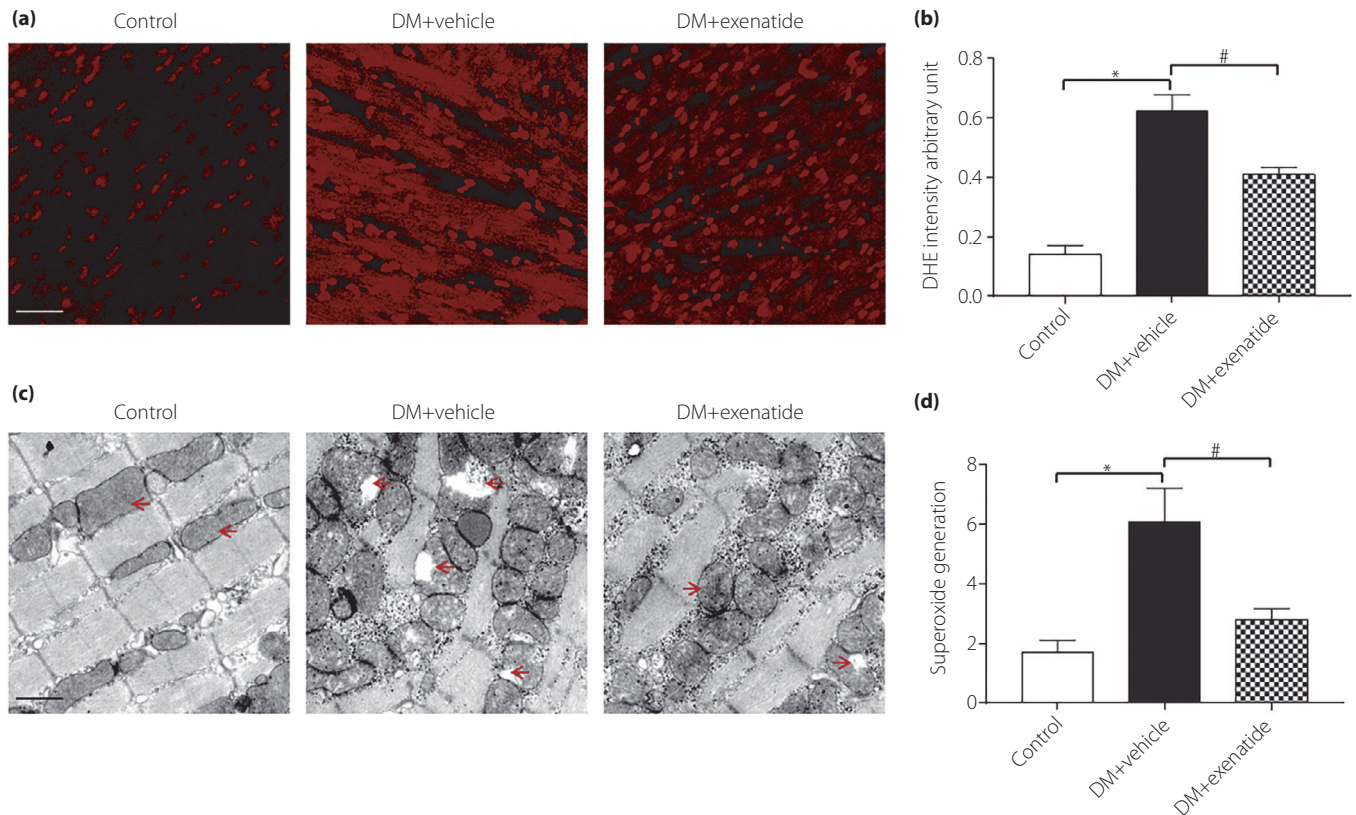 (a)
Control
DM+vehicle
DM+exenatide
(b)
DHE intensity arbitrary unit
0.8
0.6
0.4
0.2
0.0
*
#
Control
DM+vehicle
DM+exenatide
(c)
Control
DM+vehicle
DM+exenatide
(d)
Superoxide generation
8
6
4
2
0
*
#
Control
DM+vehicle
DM+exenatide